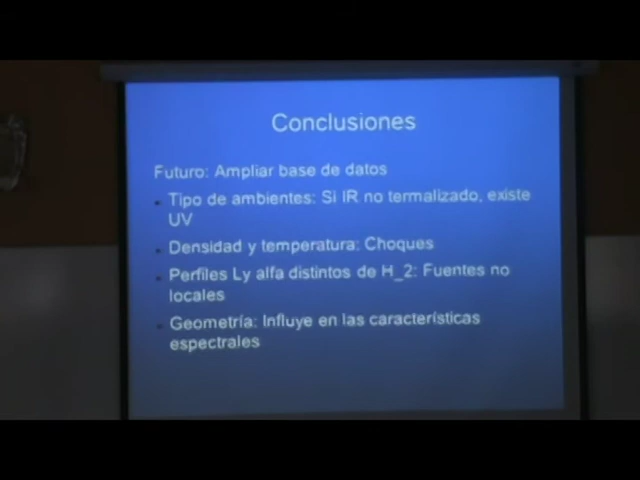 Conclusiones
Futuro: Ampliar base de datos
Tipo de ambientes: Si IR no termalizado, existe
UV
Densidad y temperatura: Choques
Perfiles Ly alfa distintos de H_2: Fuentes no
locales
Geometría: Influye en las características
espectrales